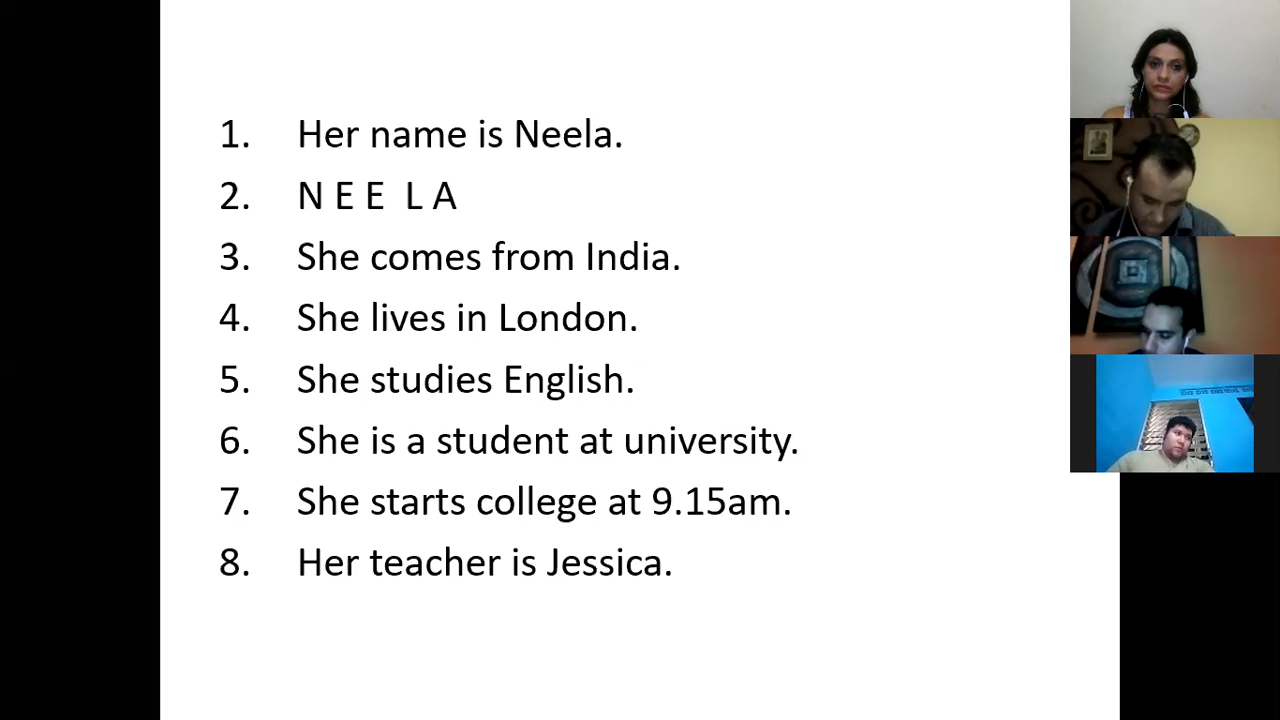 1. Her name is Neela.
2. N E E L A
3. She comes from India.
4. She lives in London.
5. She studies English.
6. She is a student at university.
7. She starts college at 9.15am.
8. Her teacher is Jessica.